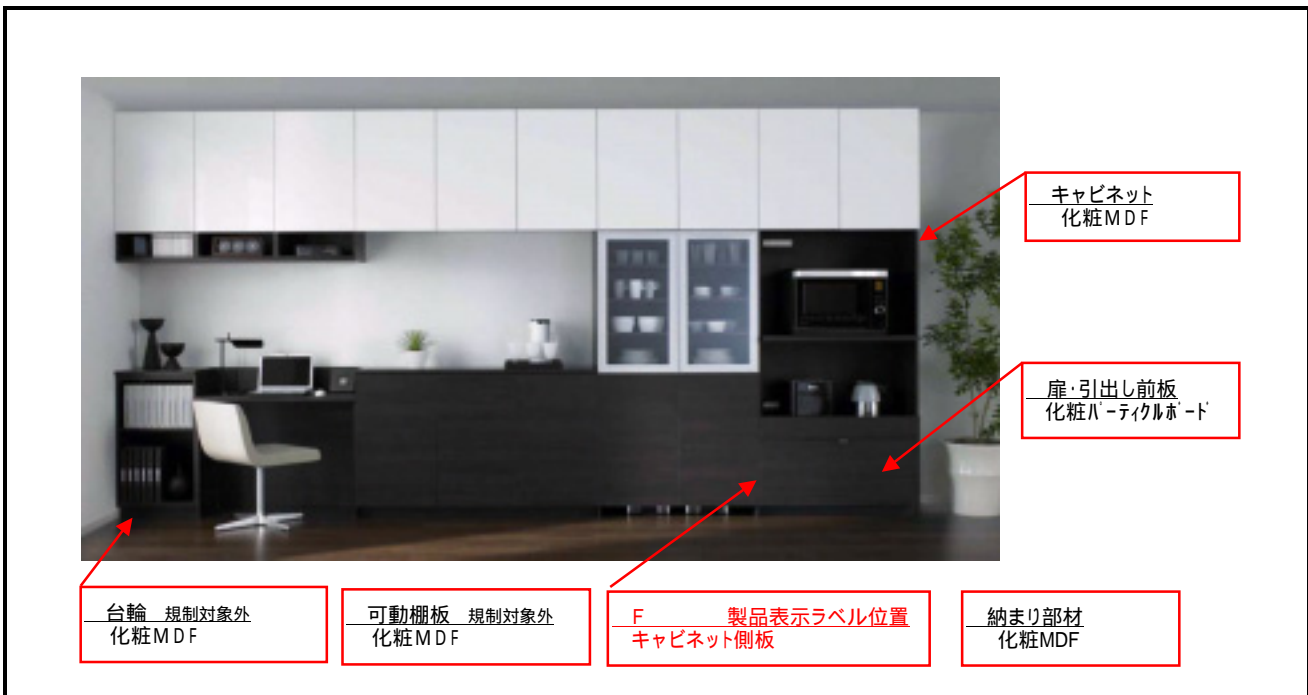 キャビネット
化粧MDF
扉・引出し前板
化粧パーティクルボード
台輪 規制対象外
化粧MDF
可動棚板 規制対象外
化粧MDF
F 製品表示ラベル位置
キャビネット側板
納まり部材
化粧MDF